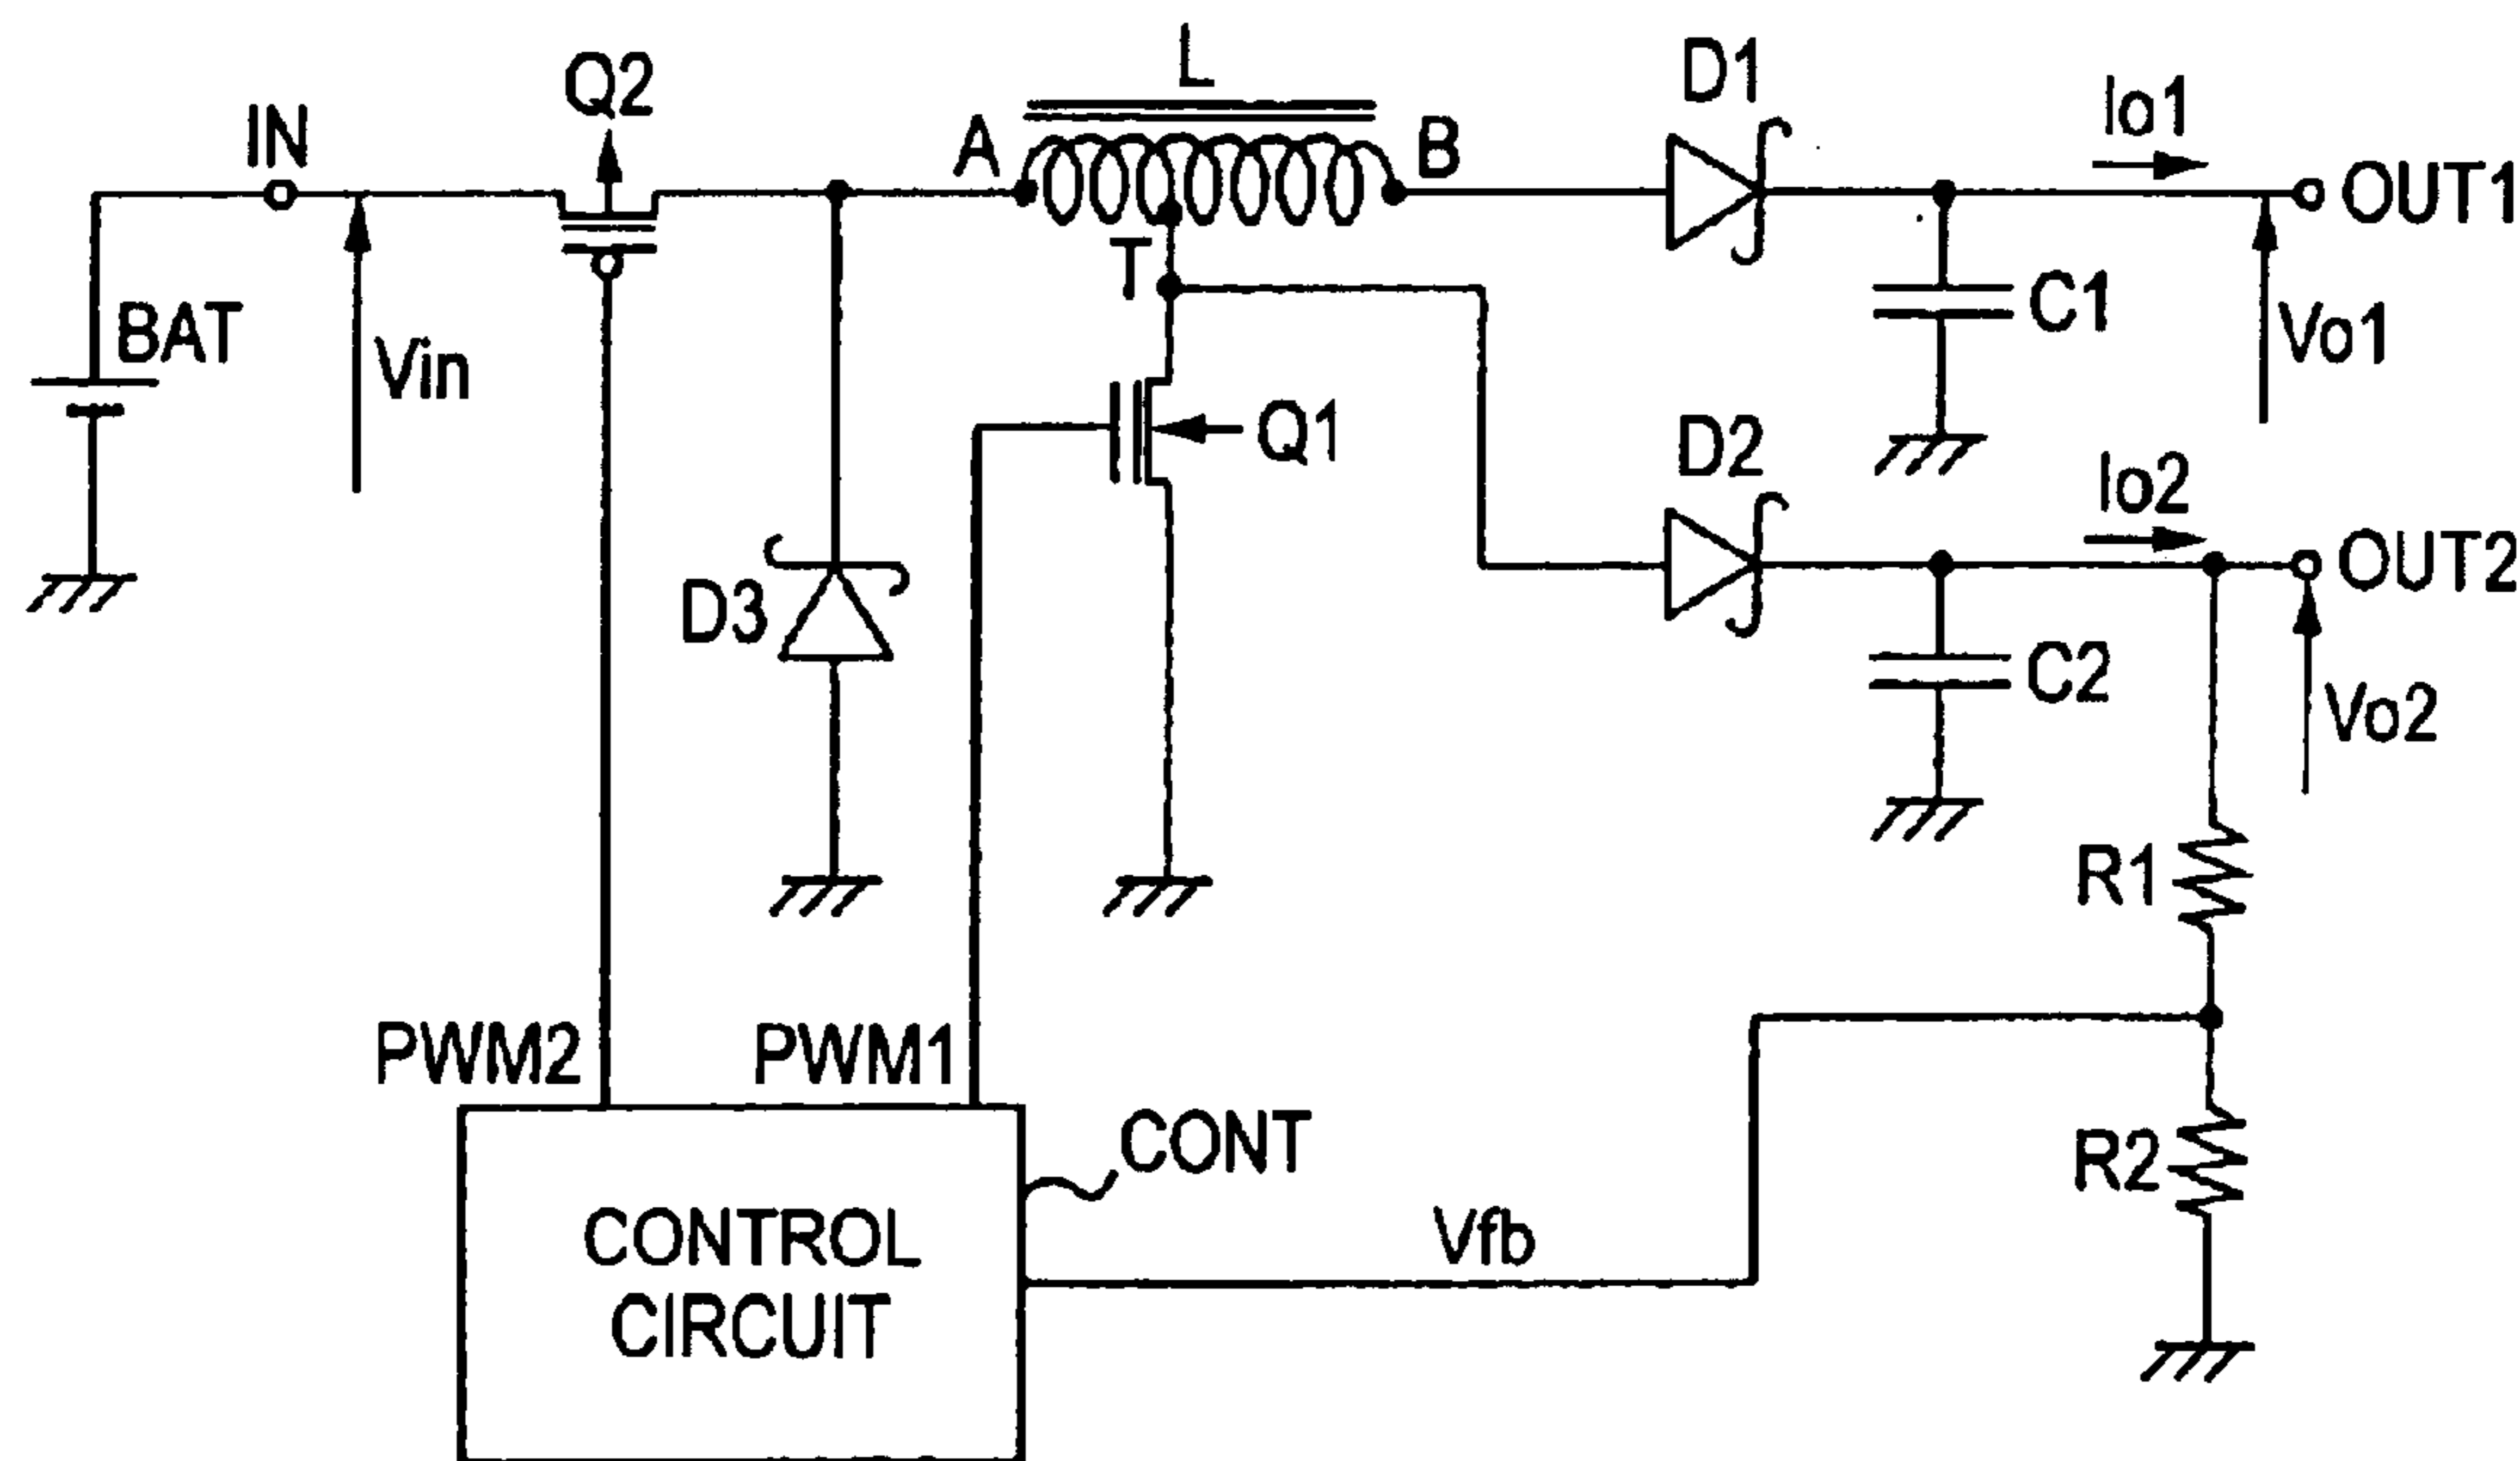 L
D1
Q2
Io1
IN
A
B
OUT1
T
BAT
Vin
C1
Vo1
Q1
D2
Io2
OUT2
D3
C2
Vo2
R1
PWM2
PWM1
CONT
R2
CONTROL
CIRCUIT
Vfb